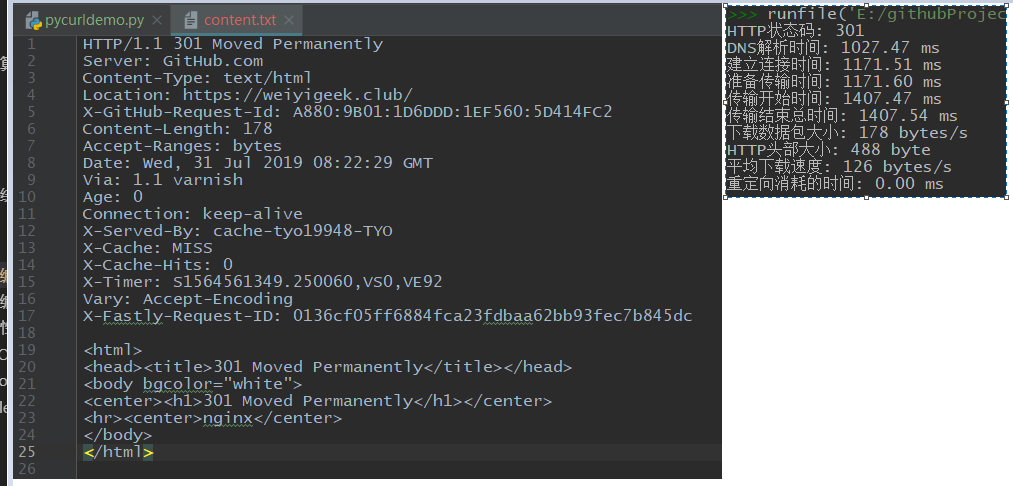 pycurldemo.py
content.txt
1 HTTP/1.1 301 Moved Permanently
2 Server: GitHub.com
3 Content-Type: text/html
4 Location: https://weiyigeek.club/
5 X-GitHub-Request-Id: A880:9B01:1D6DDD:1EF560:5D414FC2
6 Content-Length: 178
7 Accept-Ranges: bytes
8 Date: Wed, 31 Jul 2019 08:22:29 GMT
9 Via: 1.1 varnish
10 Age: 0
11 Connection: keep-alive
12 X-Served-By: cache-tyo19948-TYO
13 X-Cache: MISS
14 X-Cache-Hits: 0
15 X-Timer: S1564561349.250060,VS0,VE92
16 Vary: Accept-Encoding
17 X-Fastly-Request-ID: 0136cf05ff6884fca23fdbaa62bb93fec7b845dc
18
19 <html>
20 <head><title>301 Moved Permanently</title></head>
21 <body bgcolor="white">
22 <center><h1>301 Moved Permanently</h1></center>
23 <hr><center>nginx</center>
24 </body>
25 </html>
26
>>> runfile('E:/githubProjec
HTTP状态码: 301
DNS解析时间: 1027.47 ms
建立连接时间: 1171.51 ms
准备传输时间: 1171.60 ms
传输开始时间: 1407.47 ms
传输结束总时间: 1407.54 ms
下载数据包大小: 178 bytes/s
HTTP头部大小: 488 byte
平均下载速度: 126 bytes/s
重定向消耗的时间: 0.00 ms